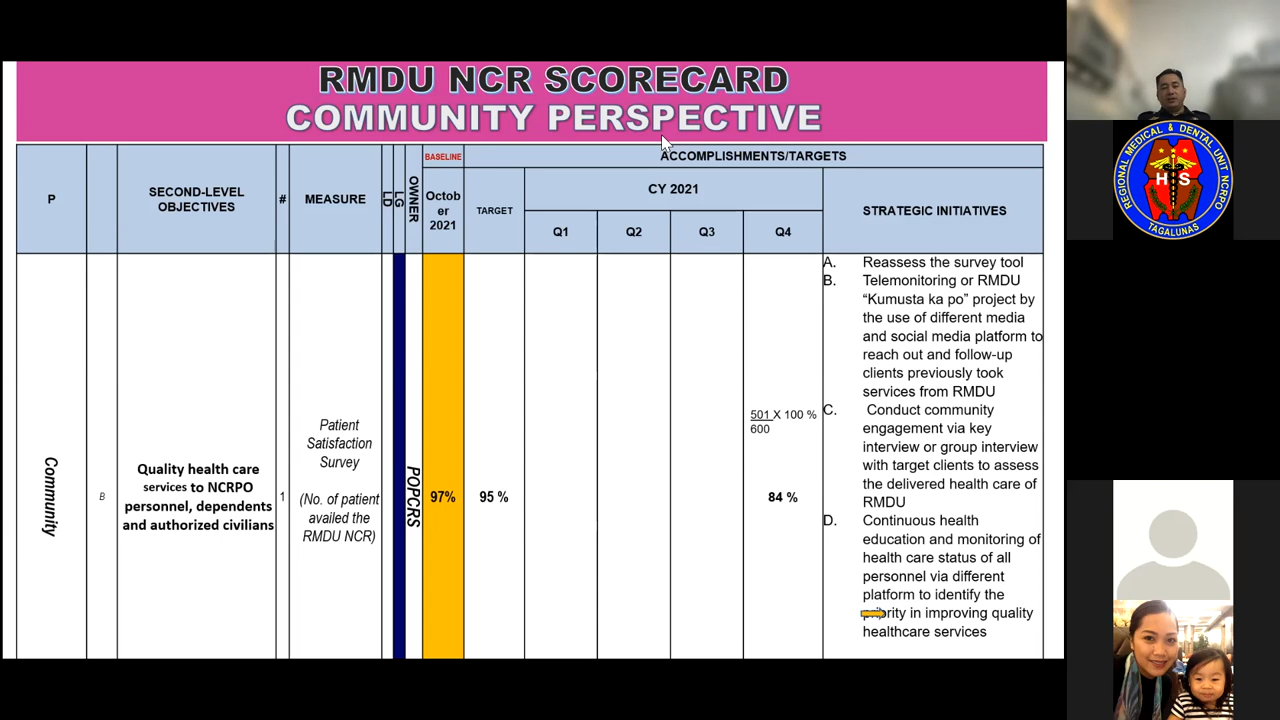 RMDU NCR SCORECARD
COMMUNITY PERSPECTIVE
P
SECOND-LEVEL
OBJECTIVES
#
MEASURE
LD
LG
OWNER
BASELINE
Octob
er
2021
ACCOMPLISHMENTS/TARGETS
TARGET
CY 2021
Q1
Q2
Q3
Q4
STRATEGIC INITIATIVES
Community
B
Quality health care
services to NCRPO
personnel, dependents
and authorized civilians
1
Patient
Satisfaction
Survey
(No. of patient
availed the
RMDU NCR)
POPCRS
97%
95 %
501 X 100 %
600
84 %
A. Reassess the survey tool
B. Telemonitoring or RMDU
“Kumusta ka po” project by
the use of different media
and social media platform to
reach out and follow-up
clients previously took
services from RMDU
C. Conduct community
engagement via key
interview or group interview
with target clients to assess
the delivered health care of
RMDU
D. Continuous health
education and monitoring of
health care status of all
personnel via different
platform to identify the
priority in improving quality
healthcare services
REGIONAL MEDICAL & DENTAL UNIT NCRPO
H S
TAGALUNAS